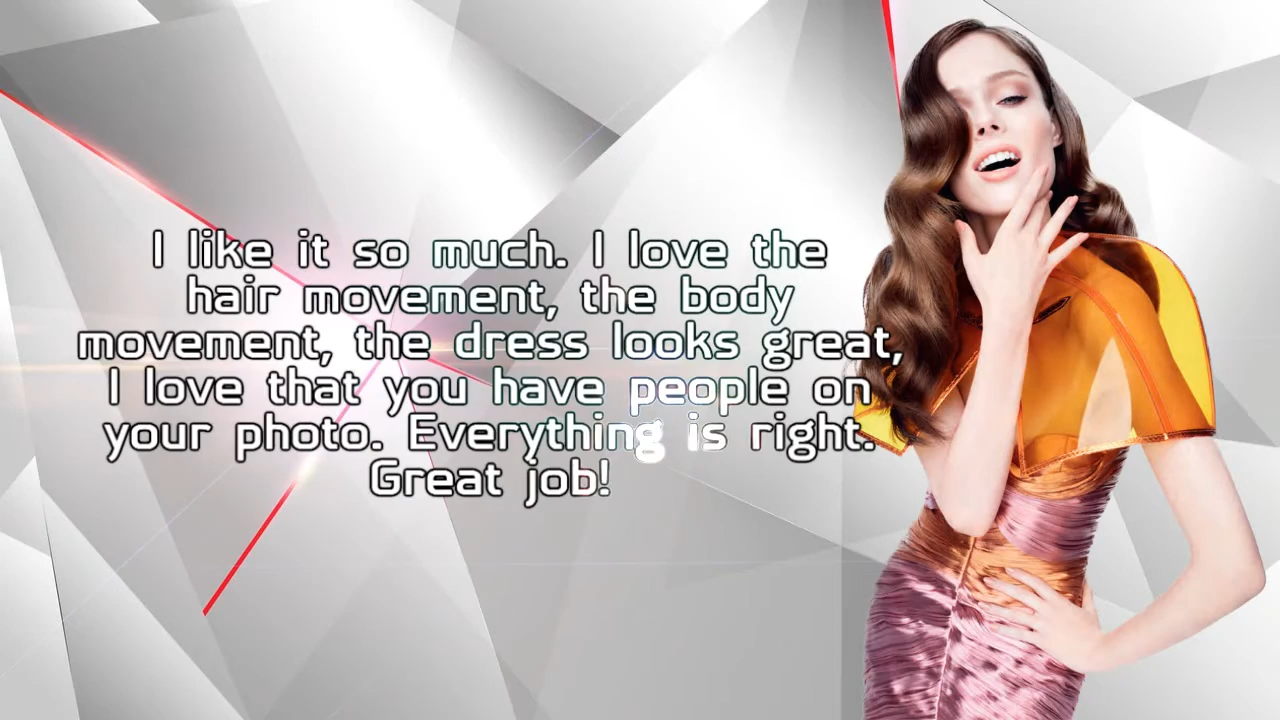 I like it so much. I love the
hair movement, the body
movement, the dress looks great,
I love that you have people on
your photo. Everything is right.
Great job!